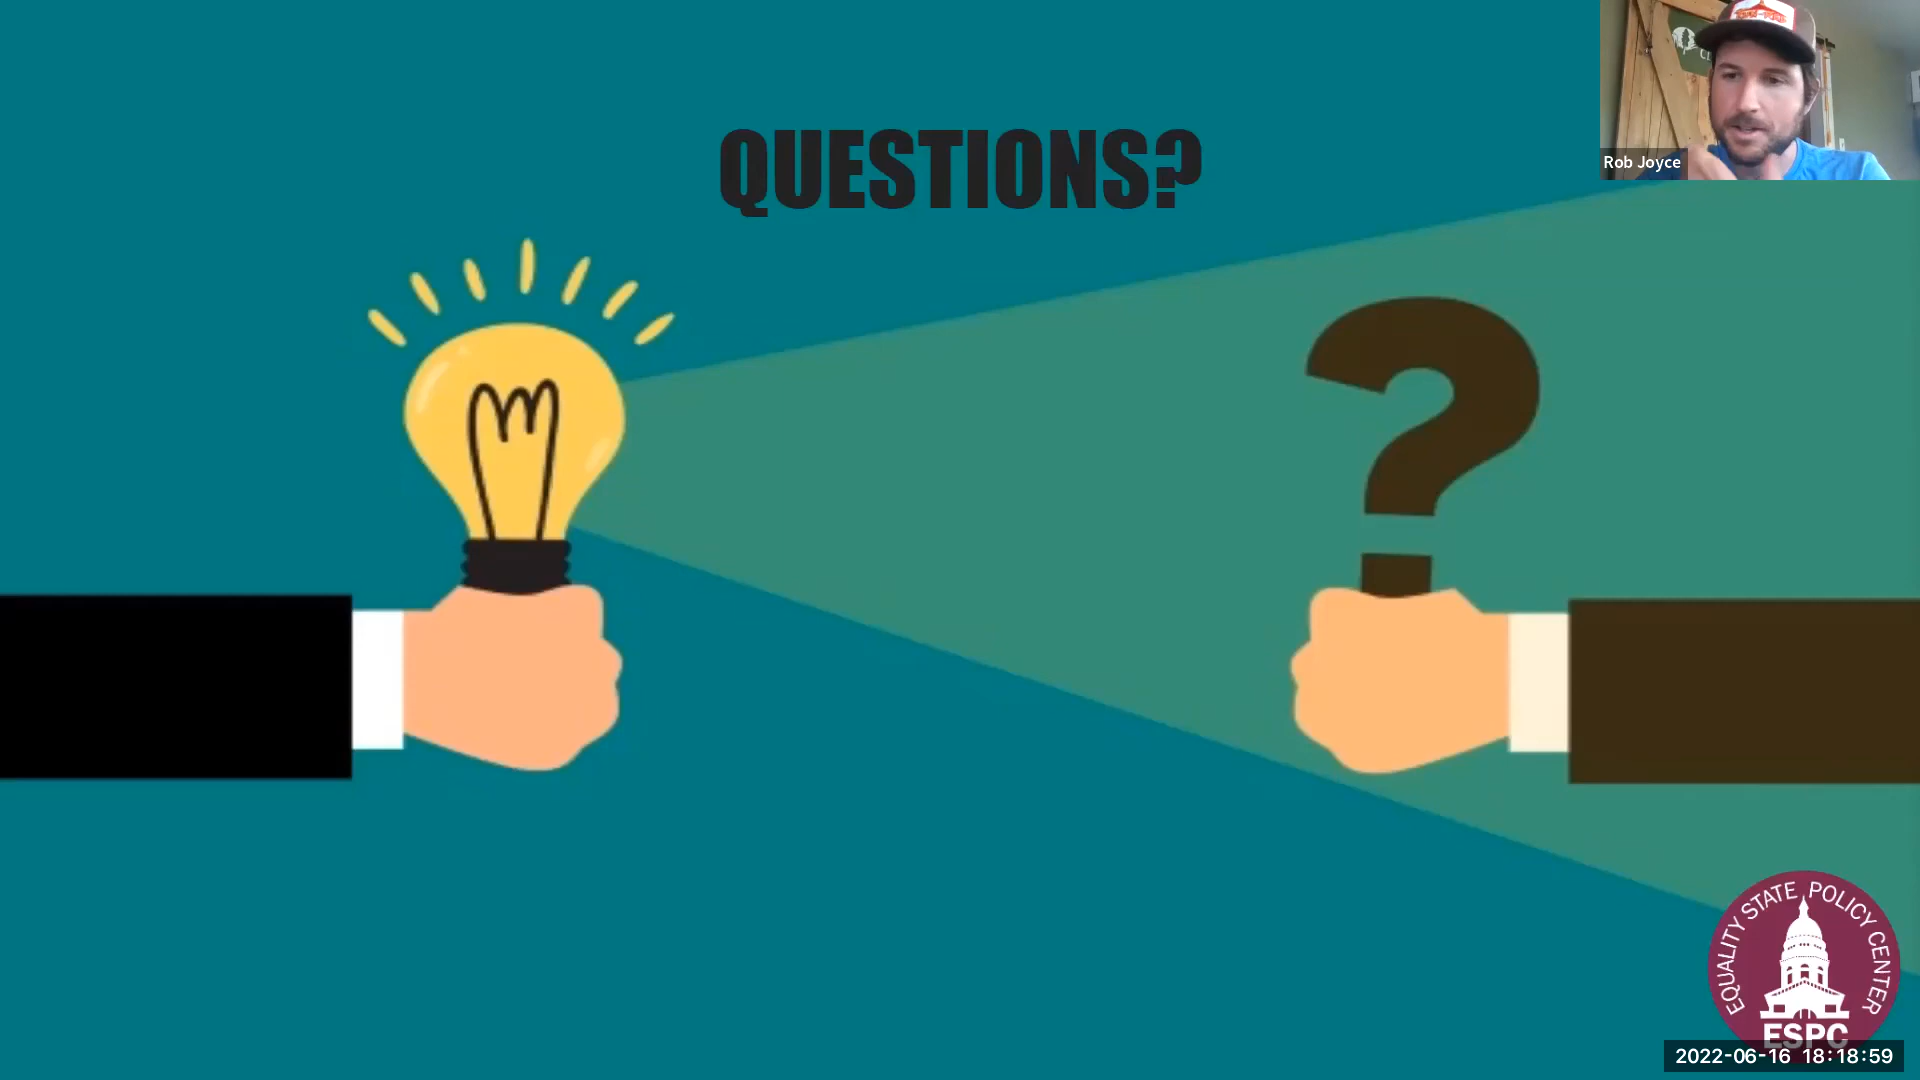 QUESTIONS?
Rob Joyce
EQUALITY STATE POLICY CENTER
ESPC
2022-06-16 18:18:59